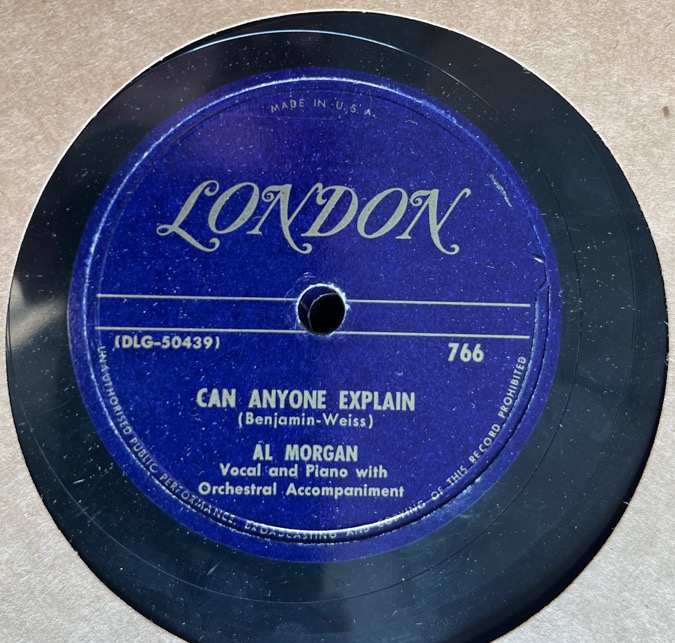 MADE IN U.S.A.
LONDON
(DLG-50439)
766
CAN ANYONE EXPLAIN
(Benjamin-Weiss)
AL MORGAN
Vocal and Piano with
Orchestral Accompaniment
UNAUTHORISED PUBLIC PERFORMANCE, BROADCASTING AND COPYING OF THIS RECORD PROHIBITED